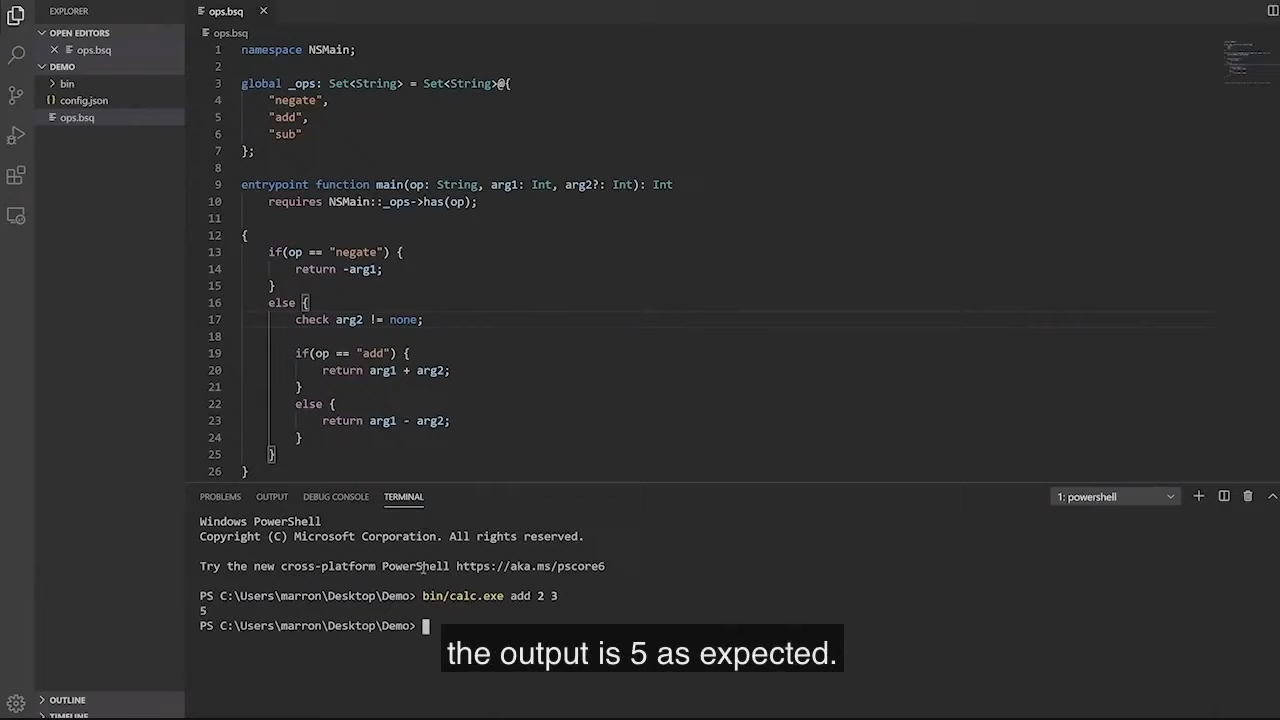 EXPLORER
OPEN EDITORS
ops.bsq
DEMO
bin
{} config.json
ops.bsq
OUTLINE
TIMELINE
ops.bsq
ops.bsq
1 namespace NSMain;
2
3 global _ops: Set<String> = Set<String>@{
4 "negate",
5 "add",
6 "sub"
7 };
8
9 entrypoint function main(op: String, arg1: Int, arg2?: Int): Int
10 requires NSMain::_ops->has(op);
11
12 {
13 if(op == "negate") {
14 return -arg1;
15 }
16 else {
17 check arg2 != none;
18
19 if(op == "add") {
20 return arg1 + arg2;
21 }
22 else {
23 return arg1 - arg2;
24 }
25 }
26 }
PROBLEMS OUTPUT DEBUG CONSOLE TERMINAL 1: powershell
Windows PowerShell
Copyright (C) Microsoft Corporation. All rights reserved.
Try the new cross-platform PowerShell https://aka.ms/pscore6
PS C:\Users\marron\Desktop\Demo> bin/calc.exe add 2 3
5
PS C:\Users\marron\Desktop\Demo>
the output is 5 as expected.